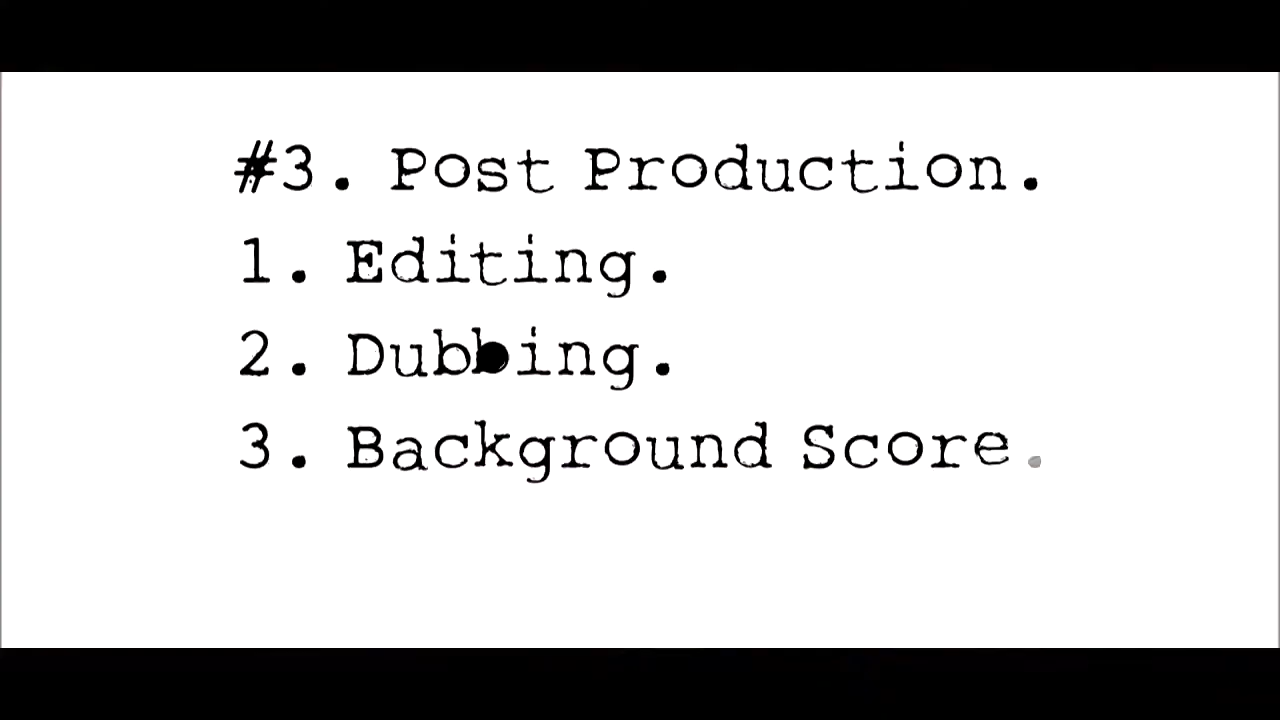 #3. Post Production.
1. Editing.
2. Dubbing.
3. Background Score.